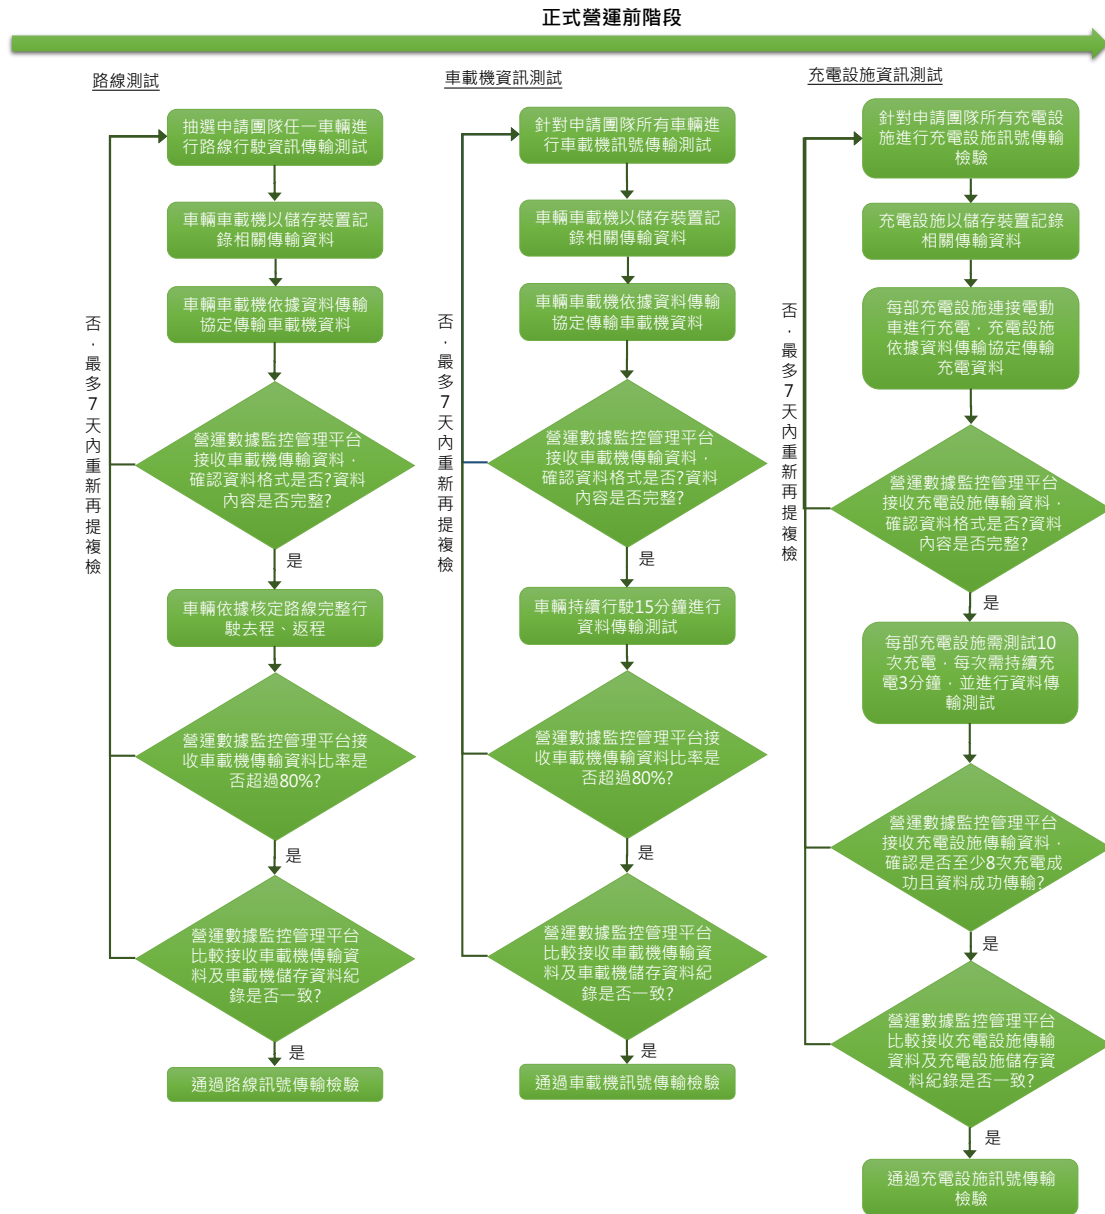 正式營運前階段
路線測試
抽選申請團隊任一車輛進
行路線行駛資訊傳輸測試
車輛車載機以儲存裝置記
錄相關傳輸資料
車輛車載機依據資料傳輸
協定傳輸車載機資料
營運數據監控管理平台
接收車載機傳輸資料，
確認資料格式是否?資料
內容是否完整?
是
車輛依據核定路線完整行
駛去程、返程
營運數據監控管理平台接
收車載機傳輸資料比率是
否超過80%?
是
營運數據監控管理平台
比較接收車載機傳輸資
料及車載機儲存資料紀
錄是否一致?
是
通過路線訊號傳輸檢驗
否，最多7天內重新再提複檢
車載機資訊測試
針對申請團隊所有車輛進
行車載機訊號傳輸測試
車輛車載機以儲存裝置記
錄相關傳輸資料
車輛車載機依據資料傳輸
協定傳輸車載機資料
營運數據監控管理平台
接收車載機傳輸資料，
確認資料格式是否?資料
內容是否完整?
是
車輛持續行駛15分鐘進行
資料傳輸測試
營運數據監控管理平台接
收車載機傳輸資料比率是
否超過80%?
是
營運數據監控管理平台
比較接收車載機傳輸資
料及車載機儲存資料紀
錄是否一致?
是
通過車載機訊號傳輸檢驗
否，最多7天內重新再提複檢
充電設施資訊測試
針對申請團隊所有充電設
施進行充電設施訊號傳輸
檢驗
充電設施以儲存裝置記錄
相關傳輸資料
每部充電設施連接電動
車進行充電，充電設施
依據資料傳輸協定傳輸
充電資料
營運數據監控管理平台
接收充電設施傳輸資料，
確認資料格式是否?資料
內容是否完整?
是
每部充電設施需測試10
次充電，每次需持續充
電3分鐘，並進行資料傳
輸測試
營運數據監控管理平台
接收充電設施傳輸資料，
確認是否至少8次充電成
功且資料成功傳輸?
是
營運數據監控管理平台
比較接收充電設施傳輸
資料及充電設施儲存資
料紀錄是否一致?
是
通過充電設施訊號傳輸
檢驗
否，最多7天內重新再提複檢